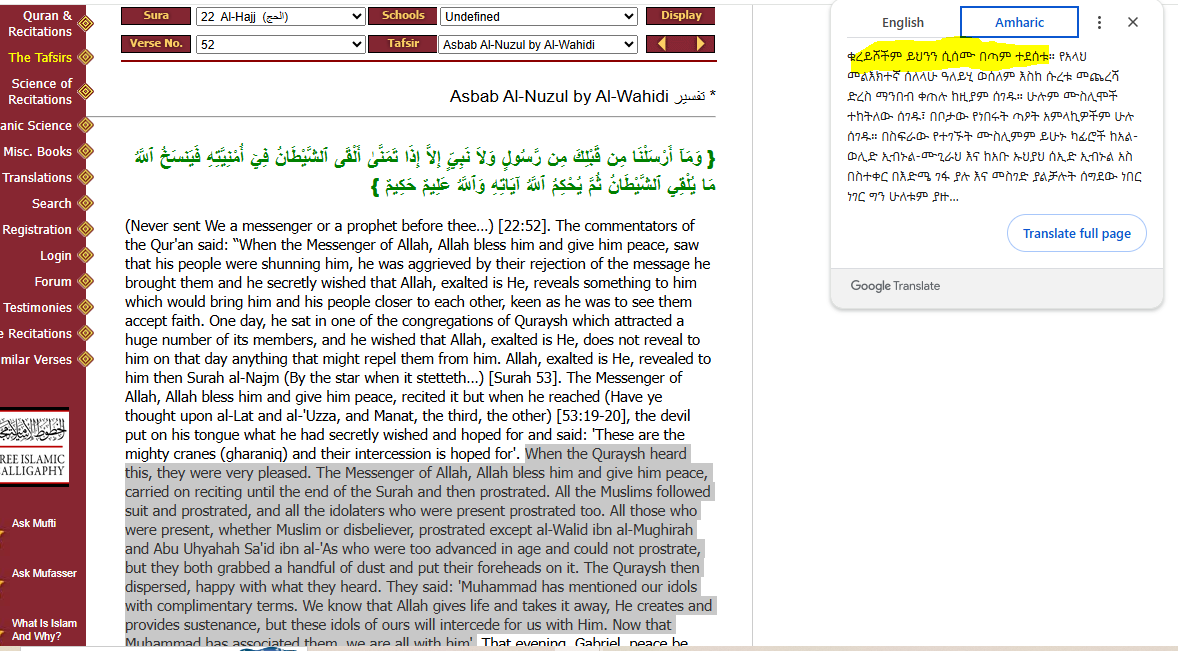 Quran &
Recitations
The Tafsirs
Science of
Recitations
anic Science
Misc. Books
Translations
Search
Registration
Login
Forum
Testimonies
e Recitations
milar Verses
REE ISLAMIC
ALLIGAPHY
Ask Mufti
Ask Mufasser
What Is Islam
And Why?
Sura 22 Al-Hajj (الحج) Schools Undefined Display
Verse No. 52 Tafsir Asbab Al-Nuzul by Al-Wahidi
* تفسير Asbab Al-Nuzul by Al-Wahidi
{ وَمَآ أَرْسَلْنَا مِن قَبْلِكَ مِن رَّسُولٍ وَلاَ نَبِيٍّ إِلاَّ إِذَا تَمَنَّىٰ أَلْقَى ٱلشَّيْطَانُ فِيۤ أُمْنِيَّتِهِ فَيَنسَخُ ٱللَّهُ
مَا يُلْقِي ٱلشَّيْطَانُ ثُمَّ يُحْكِمُ ٱللَّهُ آيَاتِهِ وَٱللَّهُ عَلِيمٌ حَكِيمٌ }
(Never sent We a messenger or a prophet before thee…) [22:52]. The commentators of
the Qur'an said: “When the Messenger of Allah, Allah bless him and give him peace, saw
that his people were shunning him, he was aggrieved by their rejection of the message he
brought them and he secretly wished that Allah, exalted is He, reveals something to him
which would bring him and his people closer to each other, keen as he was to see them
accept faith. One day, he sat in one of the congregations of Quraysh which attracted a
huge number of its members, and he wished that Allah, exalted is He, does not reveal to
him on that day anything that might repel them from him. Allah, exalted is He, revealed to
him then Surah al-Najm (By the star when it stetteth…) [Surah 53]. The Messenger of
Allah, Allah bless him and give him peace, recited it but when he reached (Have ye
thought upon al-Lat and al-'Uzza, and Manat, the third, the other) [53:19-20], the devil
put on his tongue what he had secretly wished and hoped for and said: 'These are the
mighty cranes (gharaniq) and their intercession is hoped for'. When the Quraysh heard
this, they were very pleased. The Messenger of Allah, Allah bless him and give him peace,
carried on reciting until the end of the Surah and then prostrated. All the Muslims followed
suit and prostrated, and all the idolaters who were present prostrated too. All those who
were present, whether Muslim or disbeliever, prostrated except al-Walid ibn al-Mughirah
and Abu Uhyahah Sa'id ibn al-'As who were too advanced in age and could not prostrate,
but they both grabbed a handful of dust and put their foreheads on it. The Quraysh then
dispersed, happy with what they heard. They said: 'Muhammad has mentioned our idols
with complimentary terms. We know that Allah gives life and takes it away, He creates and
provides sustenance, but these idols of ours will intercede for us with Him. Now that
Muhammad has associated them, we are all with him'. That evening, Gabriel, peace be
English Amharic
ቁረይሾችም ይህንን ሲሰሙ በጣም ተደሰቱ። የአላህ
መልእክተኛ ሰለላሁ ዓለይሂ ወሰለም እስከ ሱረቱ መጨረሻ
ድረስ ማንበብ ቀጠሉ ከዚያም ሰገዱ። ሁሉም ሙስሊሞች
ተከትለው ሰገዱ፣ በቦታው የነበሩት ጣዖት አምላኪዎችም ሁሉ
ሰገዱ። በስፍራው የተገኙት ሙስሊምም ይሁኑ ካፊሮች ከአል-
ወሊድ ኢብኑል-ሙጊራህ እና ከአቡ ኡህያህ ሰኢድ ኢብኑል አስ
በስተቀር በእድሜ ገፋ ያሉ እና መስገድ ያልቻሉት ሰግደው ነበር
ነገር ግን ሁለቱም ያዙ...
Translate full page
Google Translate